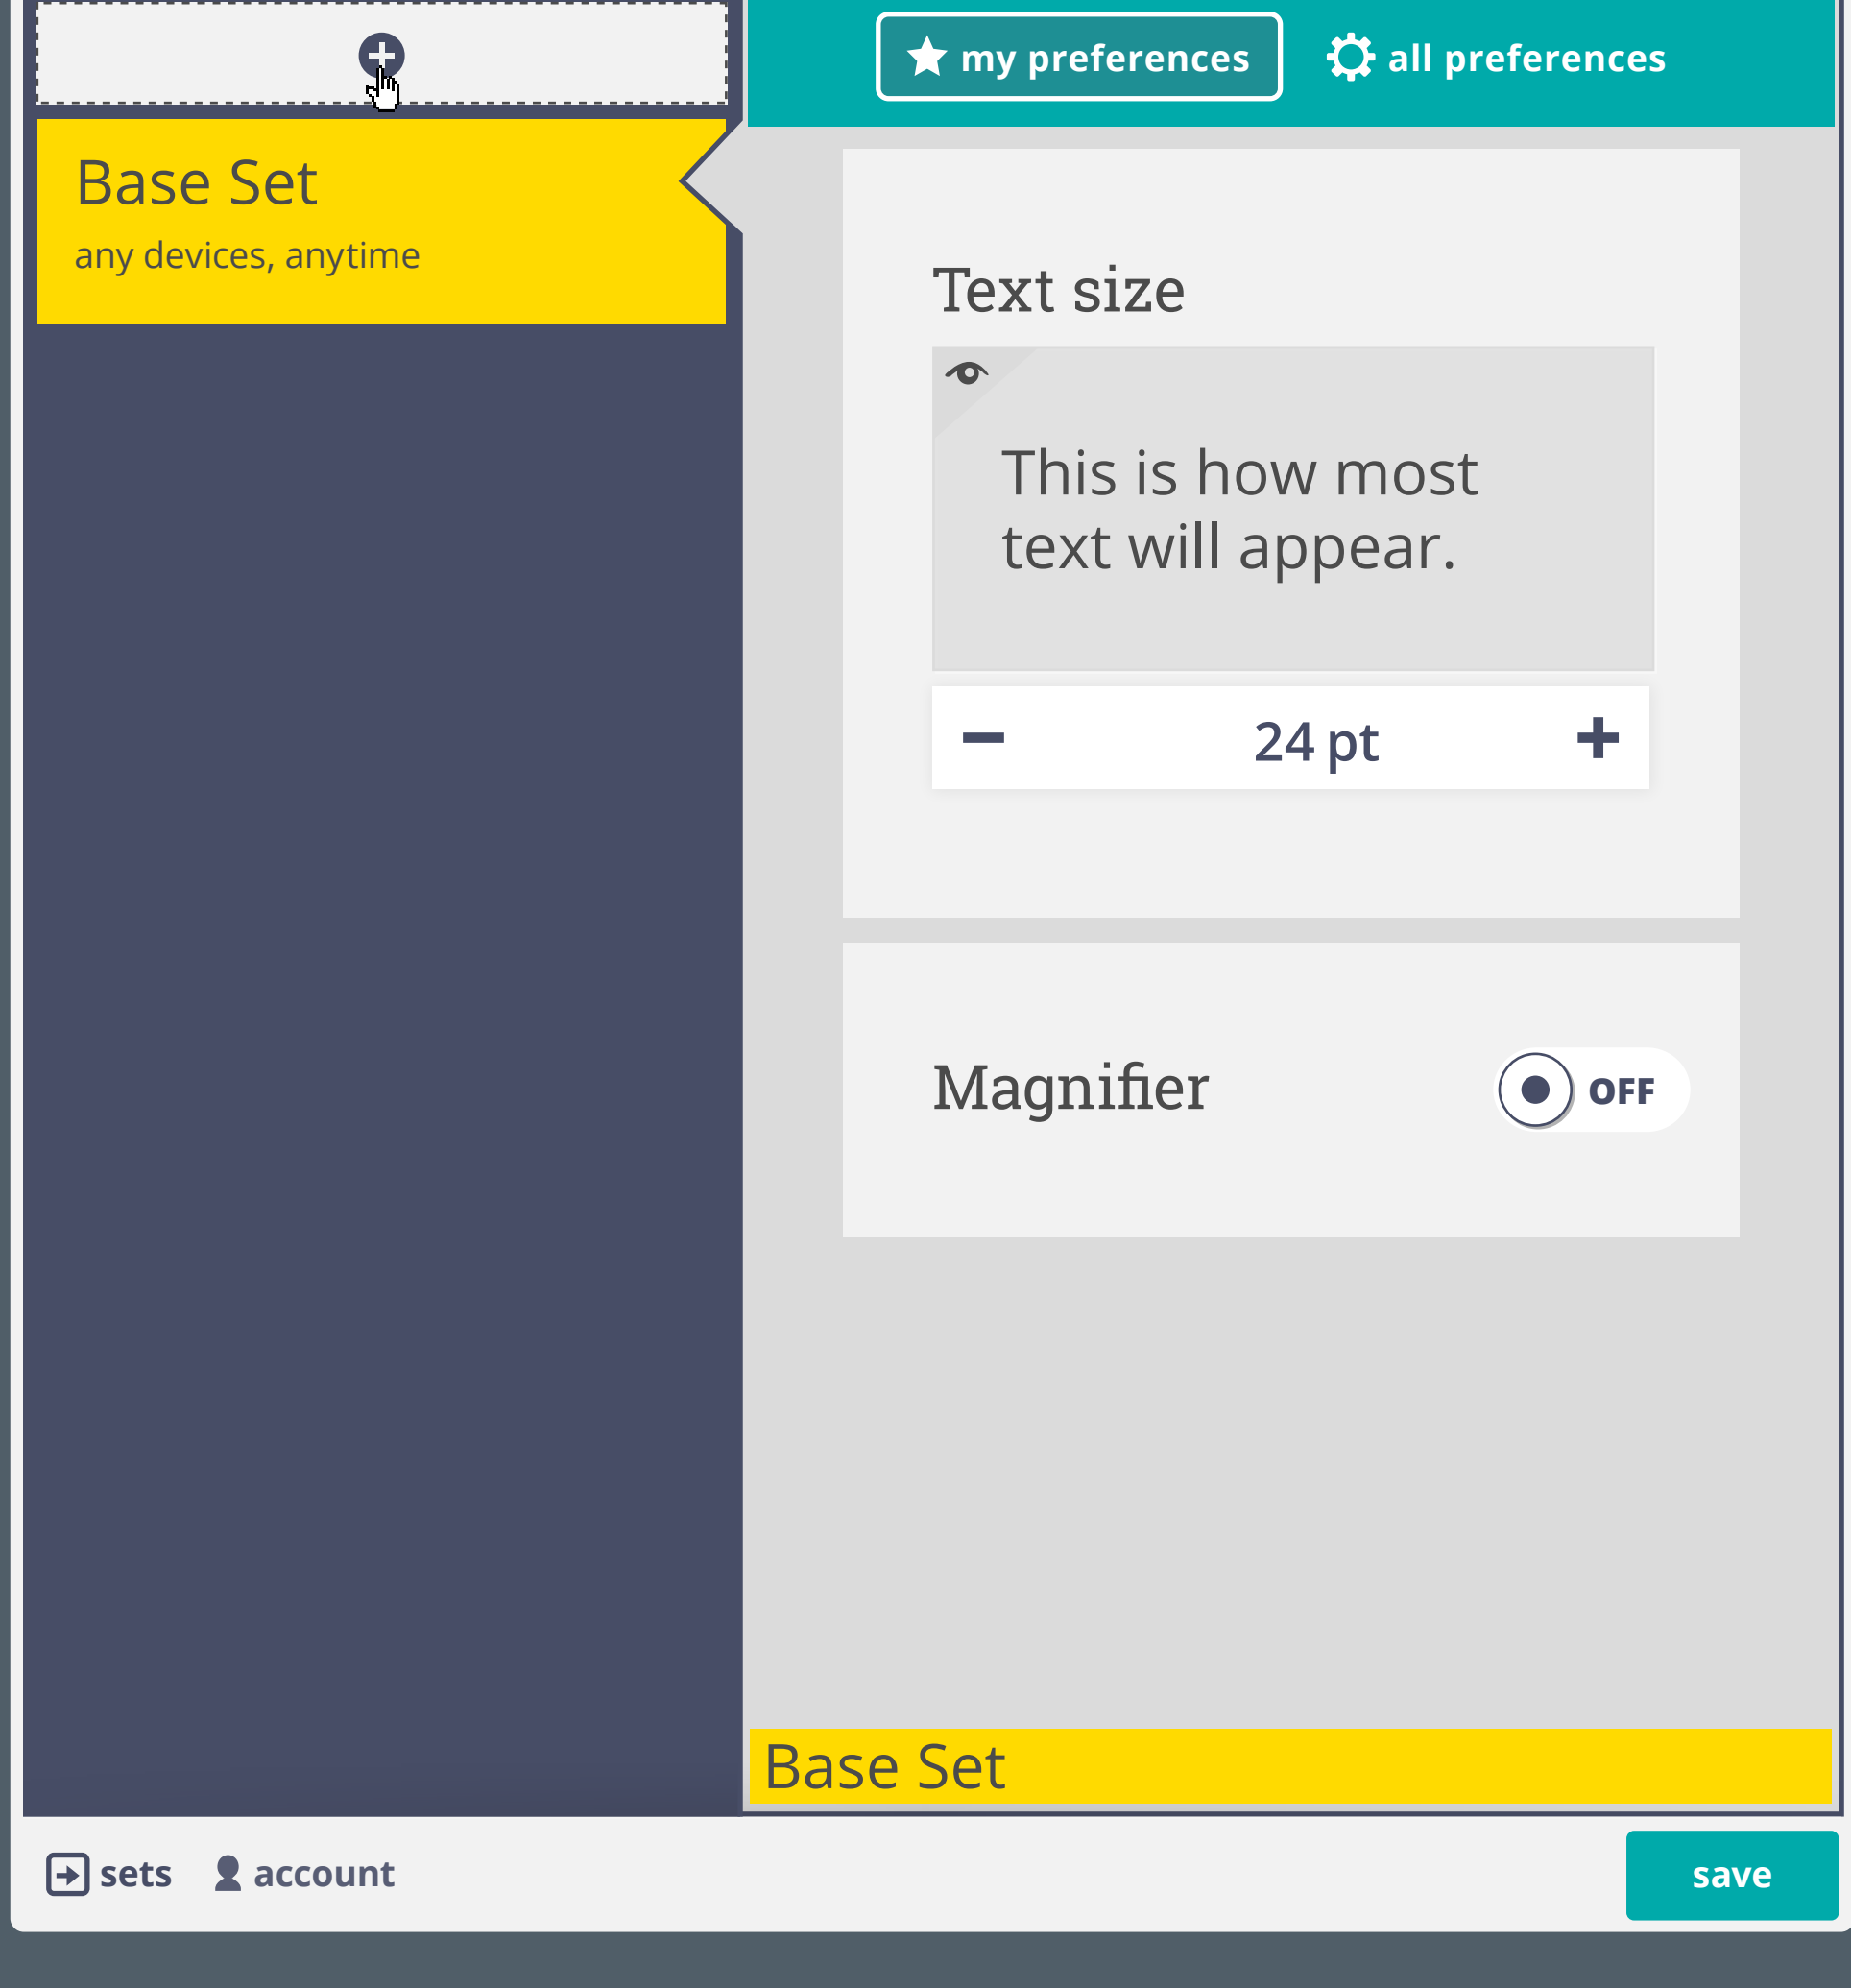 my preferences
all preferences
Base Set
any devices, anytime
Text size
This is how most
text will appear.
24 pt
Magnifier
OFF
Base Set
sets
account
save